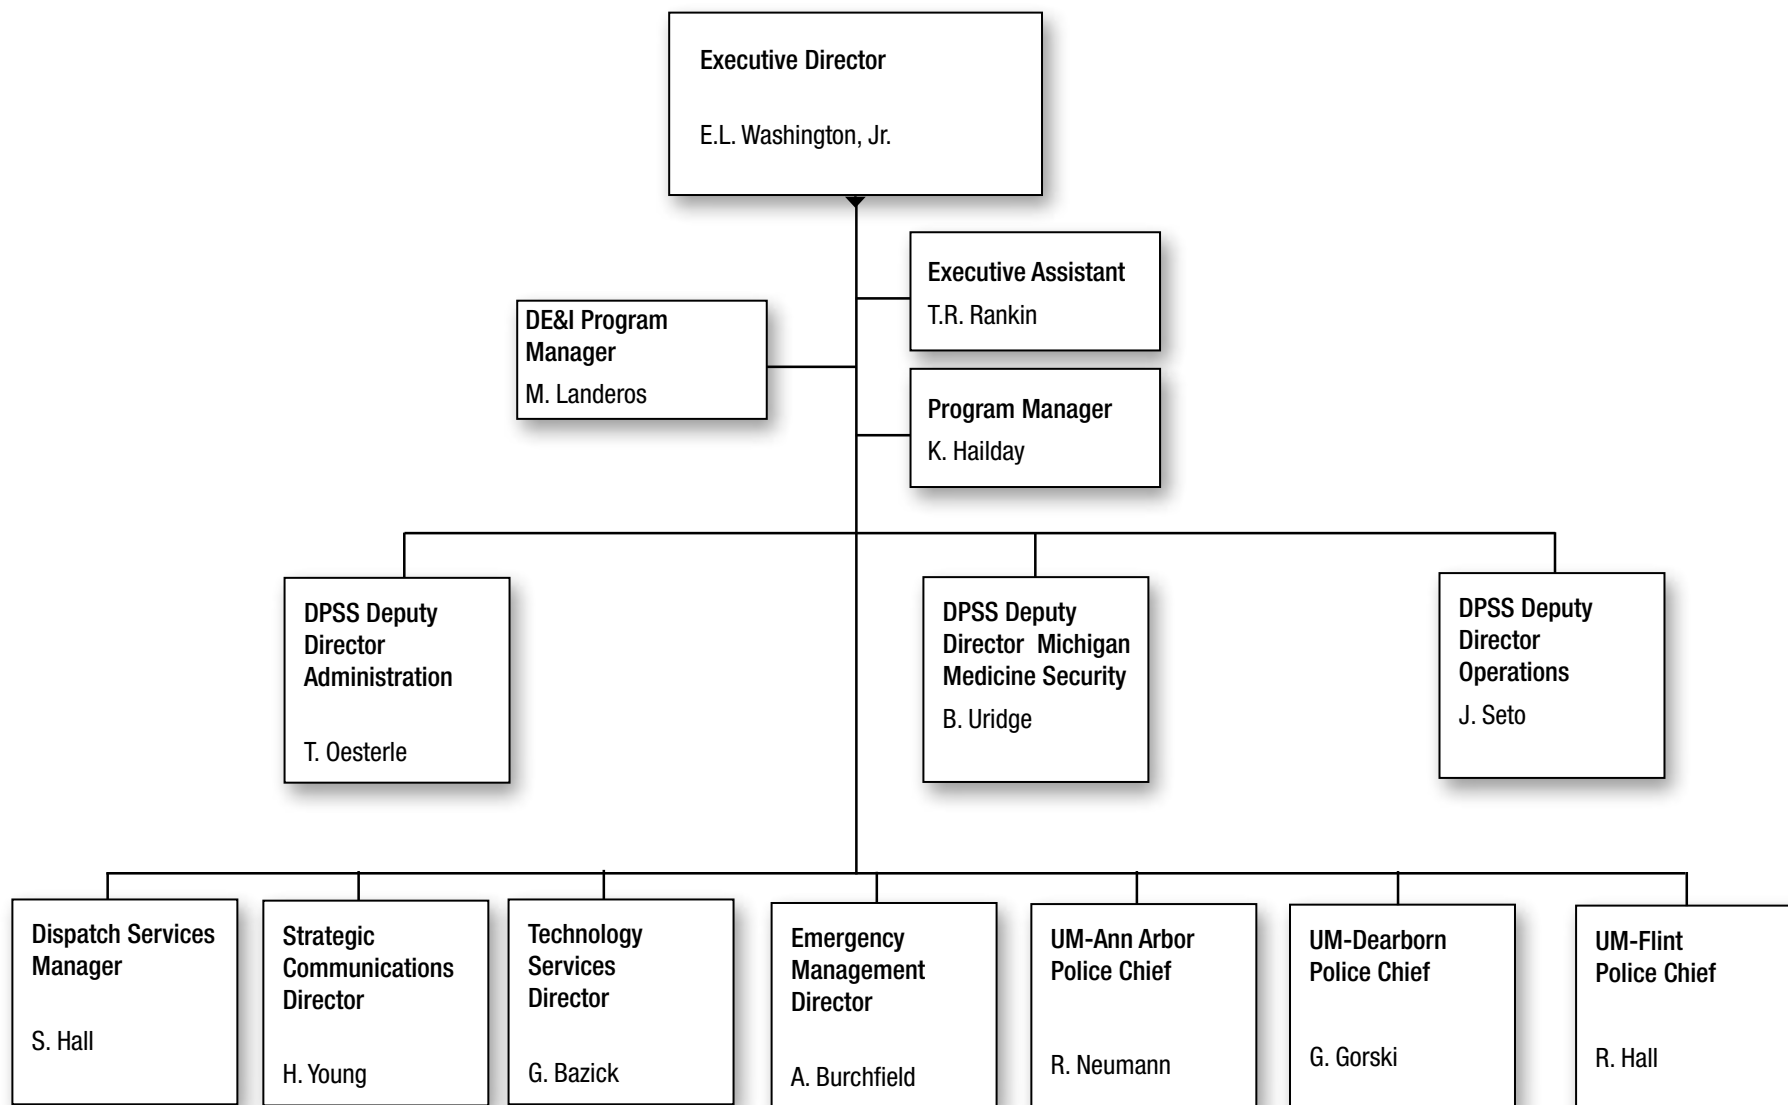 Executive Director
E.L. Washington, Jr.
Executive Assistant
T.R. Rankin
DE&I Program
Manager
M. Landeros
Program Manager
K. Hailday
DPSS Deputy
Director
Administration
T. Oesterle
DPSS Deputy
Director Michigan
Medicine Security
B. Uridge
DPSS Deputy
Director
Operations
J. Seto
Dispatch Services
Manager
S. Hall
Strategic
Communications
Director
H. Young
Technology
Services
Director
G. Bazick
Emergency
Management
Director
A. Burchfield
UM-Ann Arbor
Police Chief
R. Neumann
UM-Dearborn
Police Chief
G. Gorski
UM-Flint
Police Chief
R. Hall